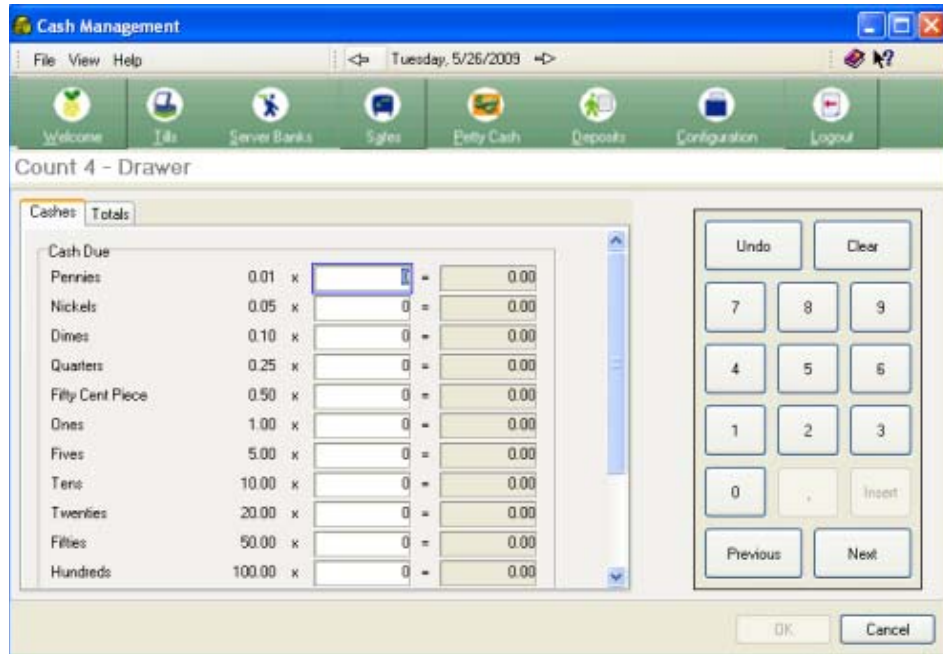 Cash Management
File View Help Tuesday, 5/26/2009
Welcome Tills Server Banks Safes Petty Cash Deposits Configuration Logout
Count 4 - Drawer
Cashes Totals
Cash Due
Pennies 0.01 x 0 = 0.00
Nickels 0.05 x 0 = 0.00
Dimes 0.10 x 0 = 0.00
Quarters 0.25 x 0 = 0.00
Fifty Cent Piece 0.50 x 0 = 0.00
Ones 1.00 x 0 = 0.00
Fives 5.00 x 0 = 0.00
Tens 10.00 x 0 = 0.00
Twenties 20.00 x 0 = 0.00
Fifties 50.00 x 0 = 0.00
Hundreds 100.00 x 0 = 0.00
Undo Clear
7 8 9
4 5 6
1 2 3
0 . Insert
Previous Next
OK Cancel